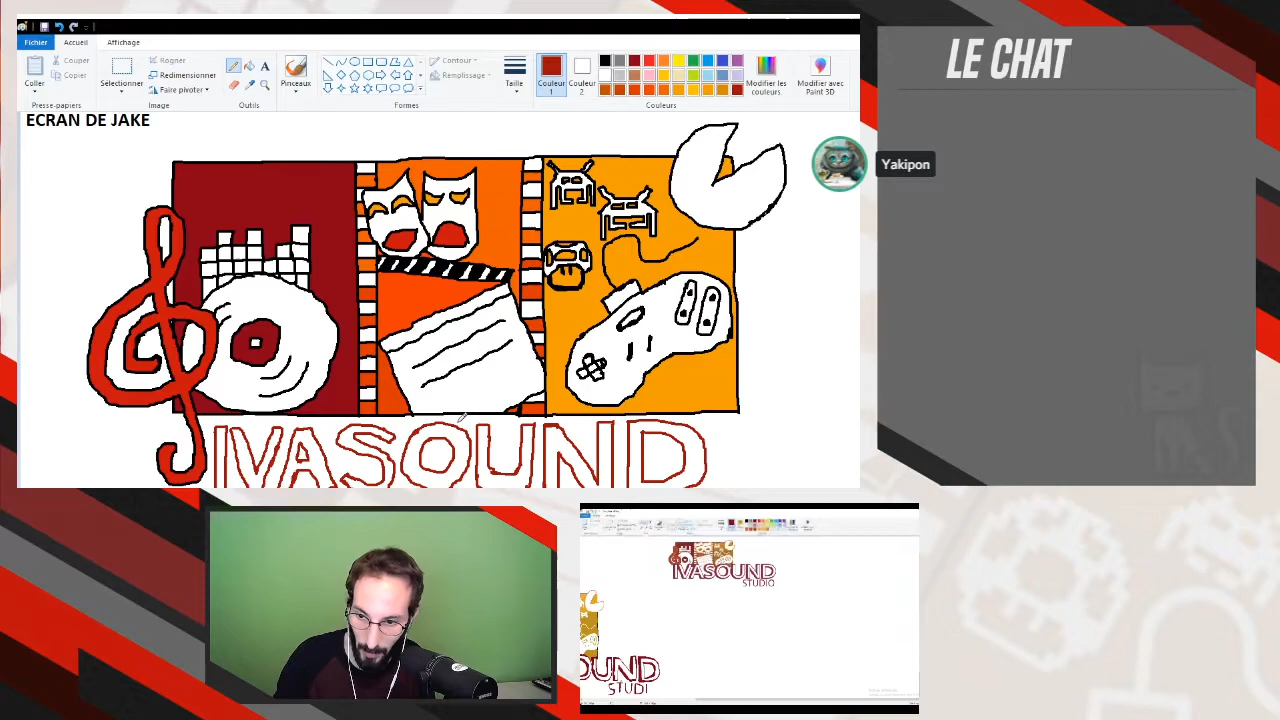 LE CHAT
Fichier
Accueil
Affichage
Coller
Couper
Copier
Presse-papiers
Sélectionner
Rogner
Redimensionner
Faire pivoter
Image
A
Outils
Pinceaux
Contour
Remplissage
Formes
Taille
Couleur
1
Couleur
2
Modifier les
couleurs
Couleurs
Modifier avec
Paint 3D
ECRAN DE JAKE
Yakipon
IVASOUND
IVASOUND
STUDIO
OUND
STUDI